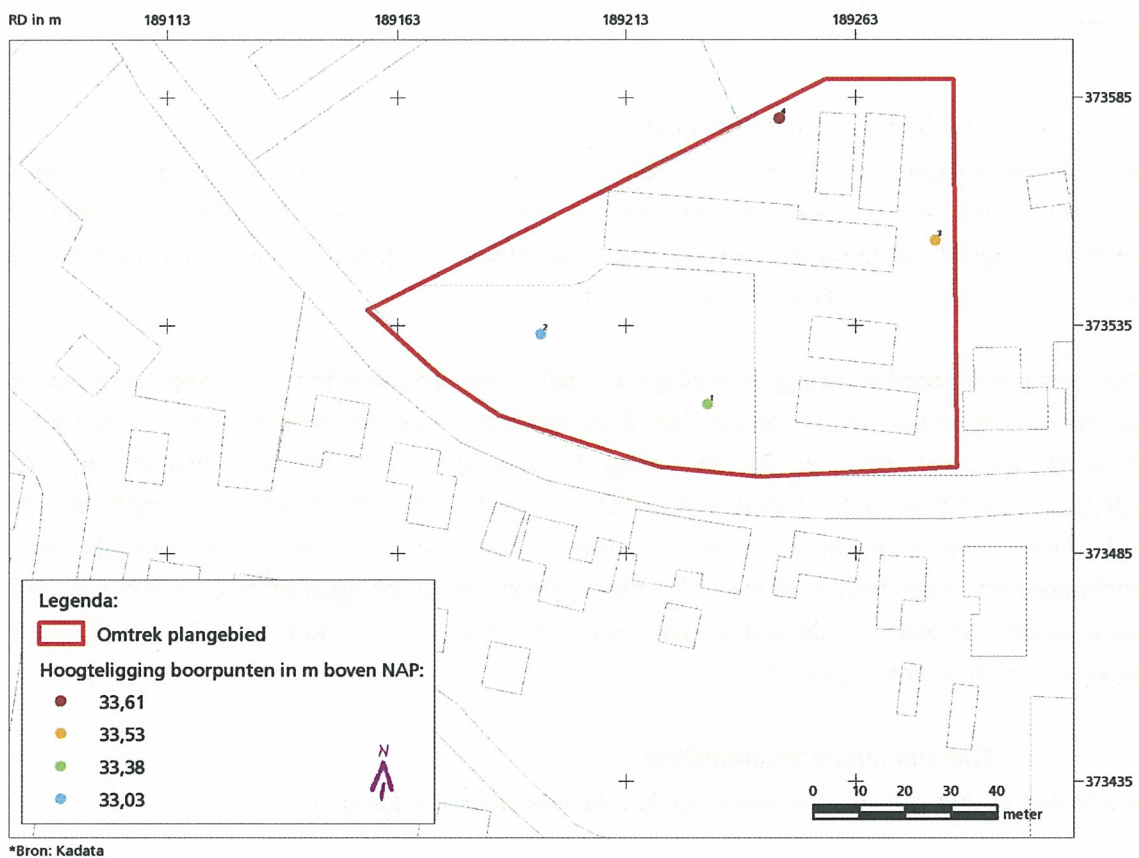 RD in m 189113 189163 189213 189263
373585
4
3
373535
2
1
373485
Legenda:
Omtrek plangebied
Hoogteligging boorpunten in m boven NAP:
33,61
33,53
33,38
33,03
N
373435
0 10 20 30 40
meter
*Bron: Kadata